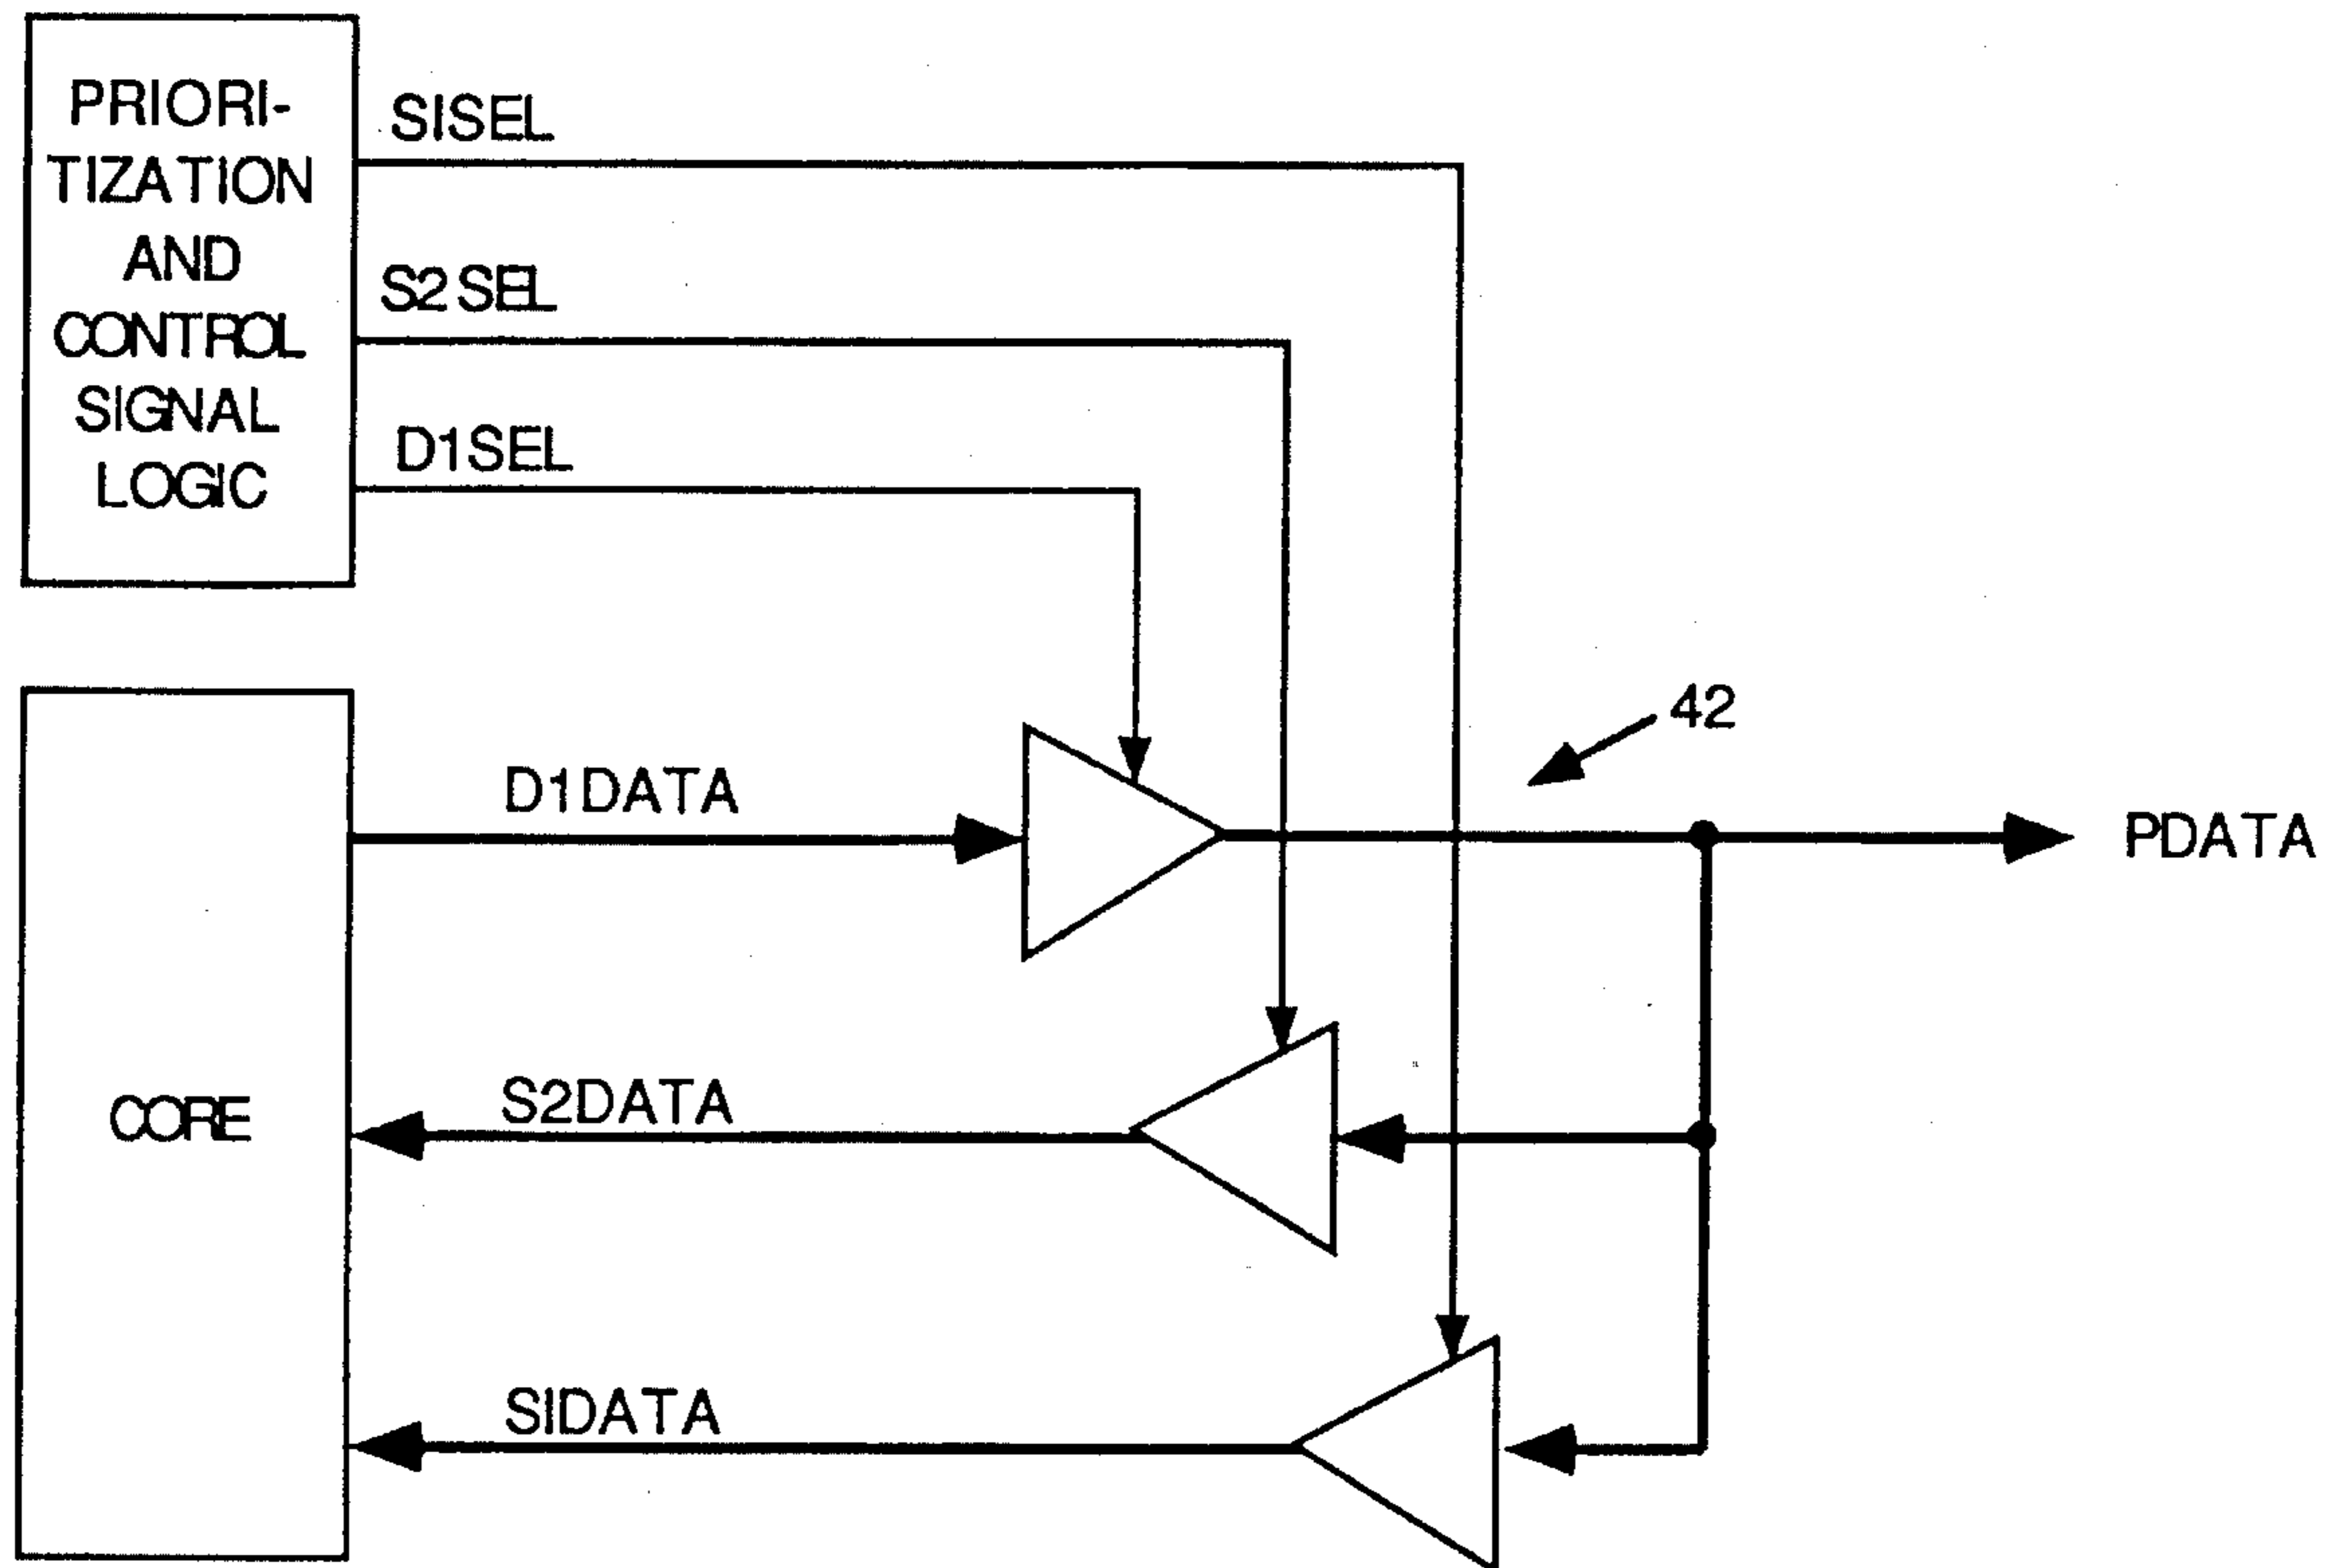 PRIORI-
TIZATION
AND
CONTROL
SIGNAL
LOGIC
SISEL
S2SEL
D1SEL
42
D1DATA
PDATA
CORE
S2DATA
SIDATA